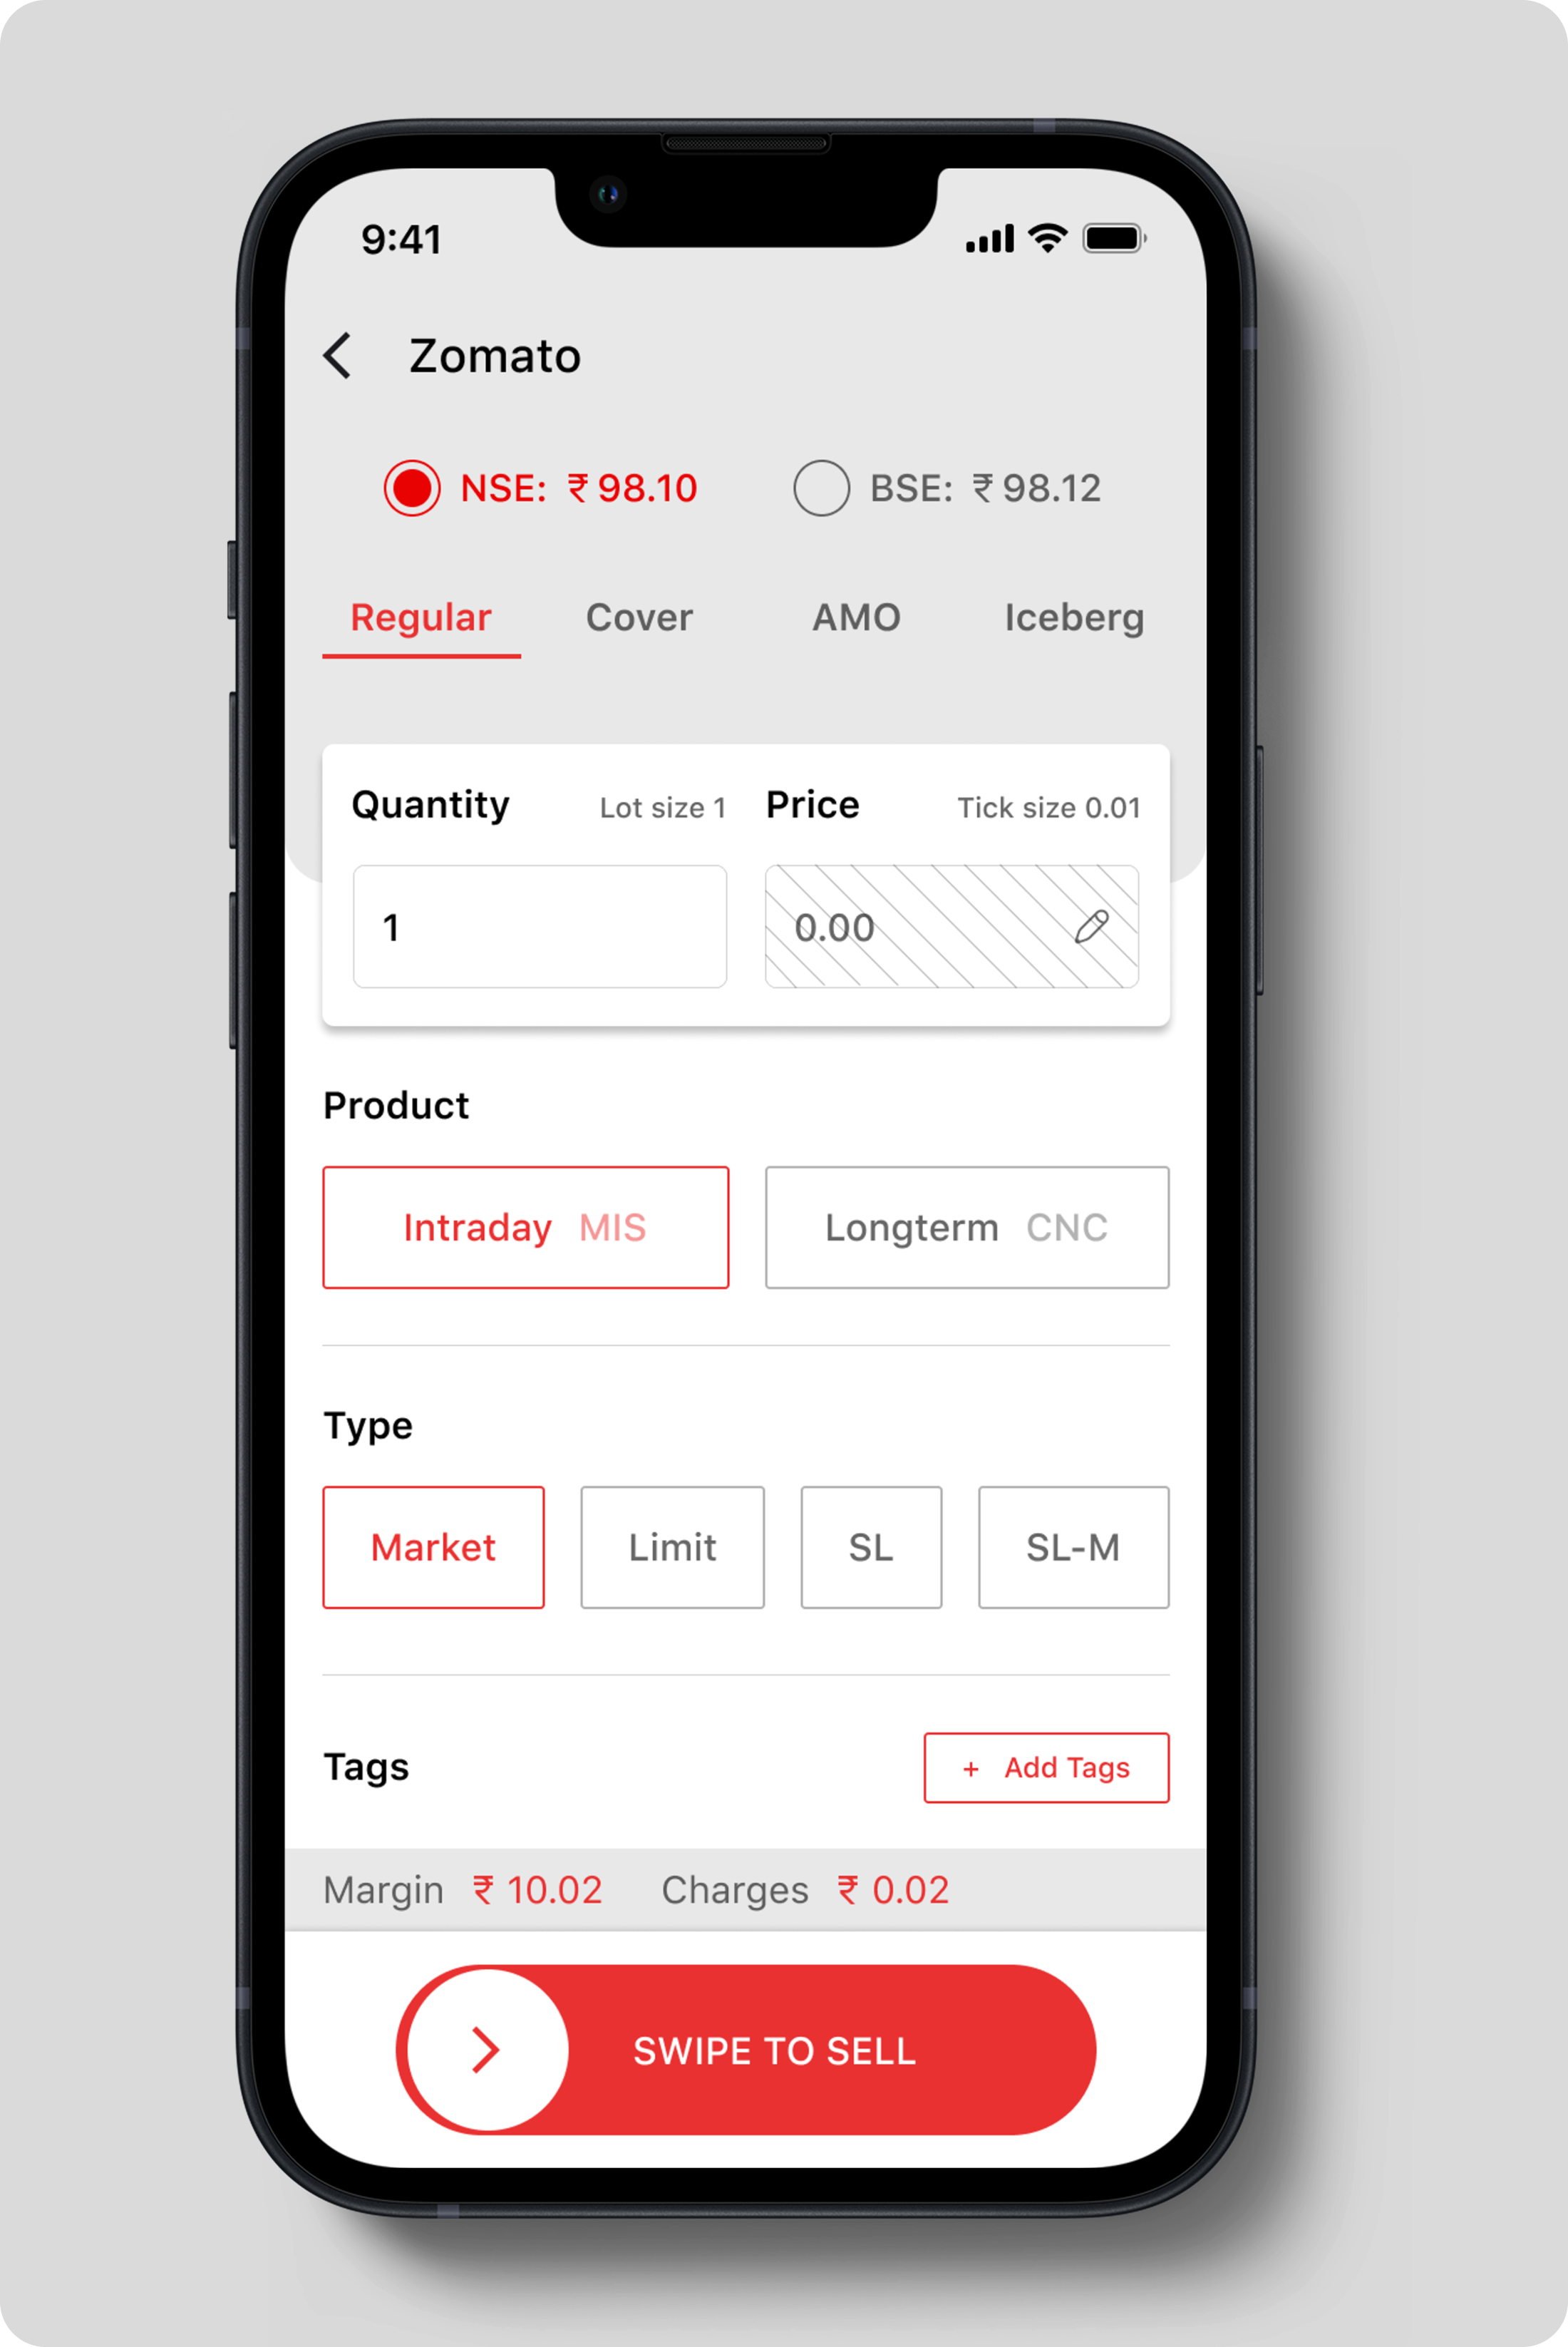 9:41
Zomato
NSE: ₹ 98.10 BSE: ₹ 98.12
Regular Cover AMO Iceberg
Quantity Lot size 1 Price Tick size 0.01
1 0.00
Product
Intraday MIS Longterm CNC
Type
Market Limit SL SL-M
Tags + Add Tags
Margin ₹ 10.02 Charges ₹ 0.02
SWIPE TO SELL